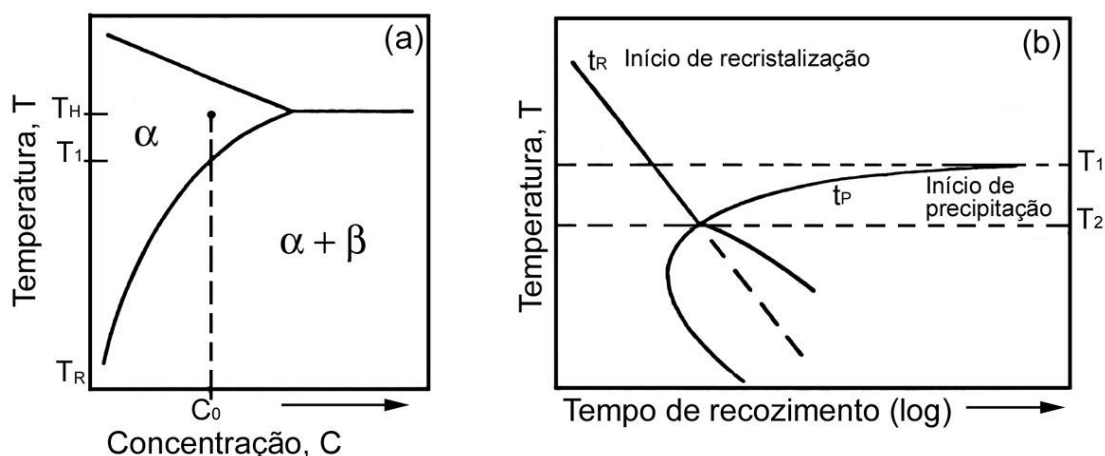 (a)
Temperatura, T
T_H
T_1
T_R
α
α + β
C_0
Concentração, C
(b)
Temperatura, T
t_R Início de recristalização
T_1
t_P
Início de
precipitação
T_2
Tempo de recozimento (log)